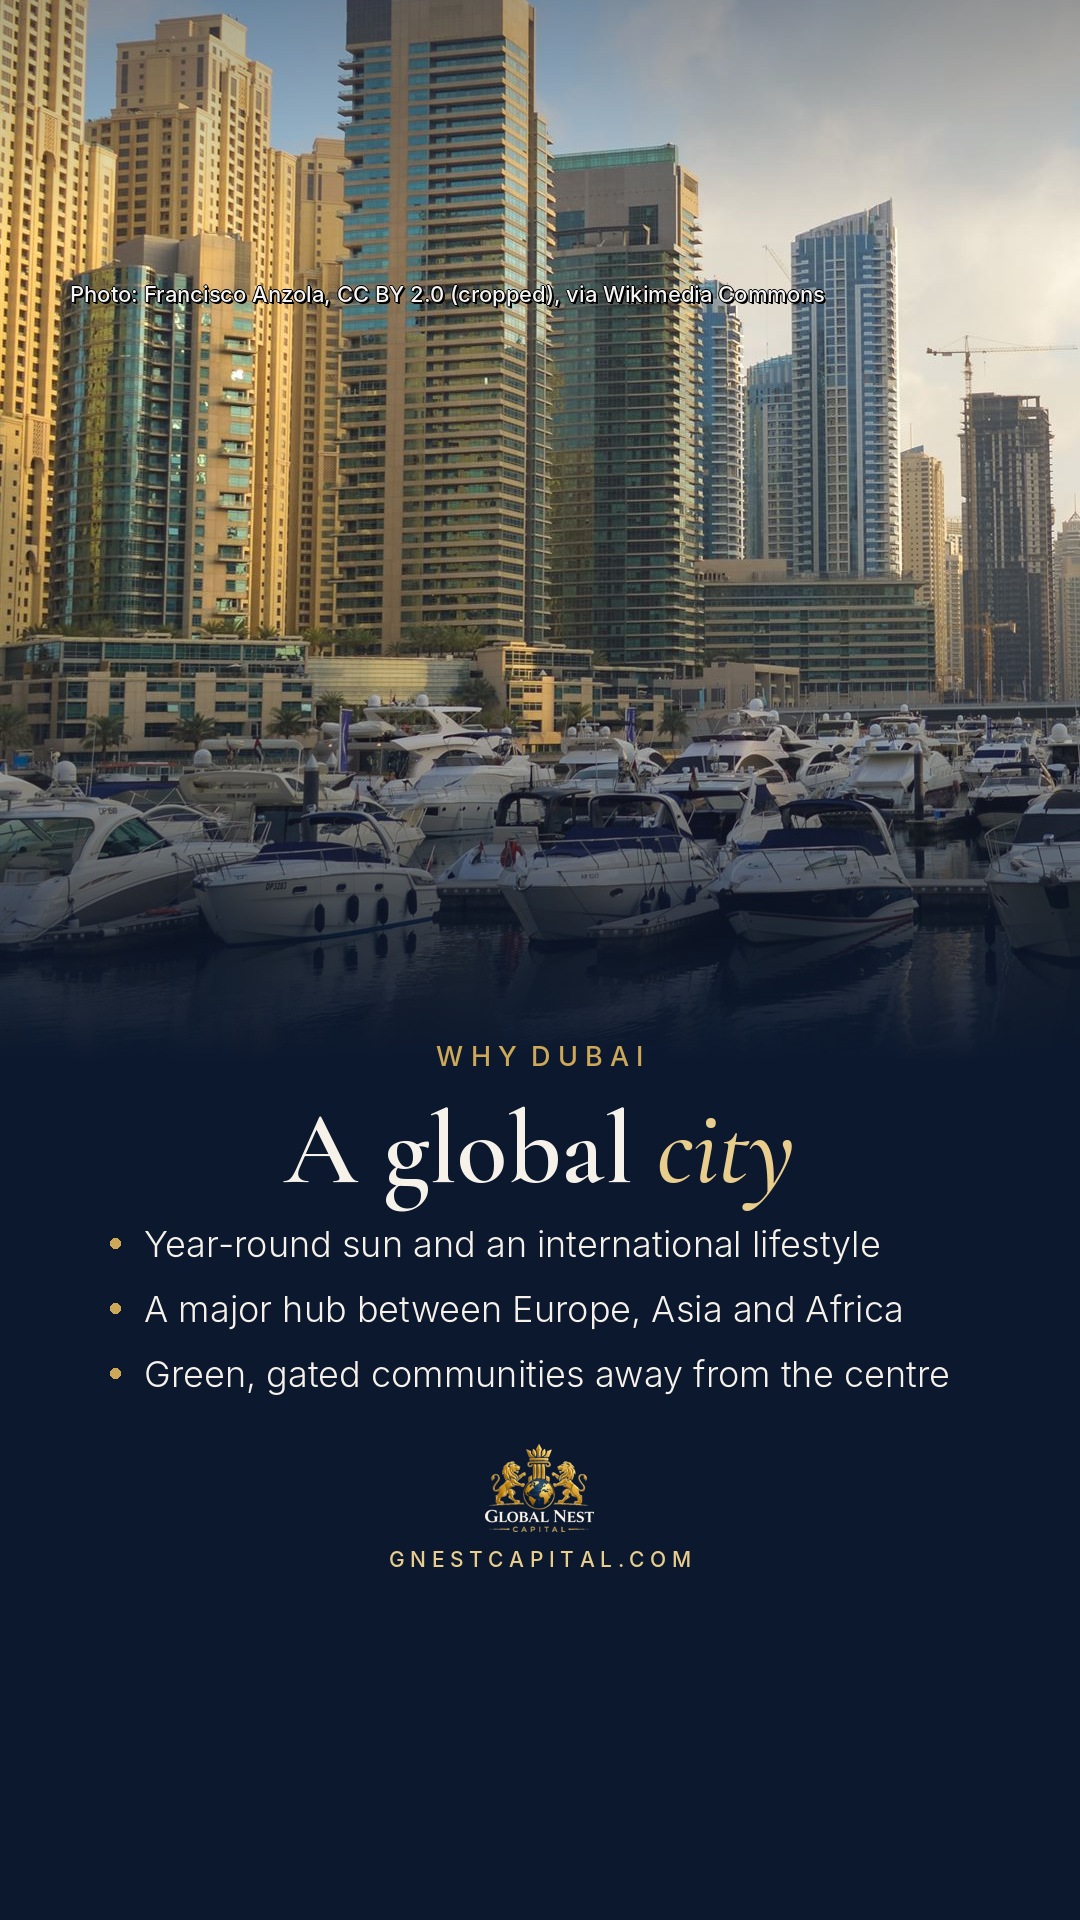 Photo: Francisco Anzola, CC BY 2.0 (cropped), via Wikimedia Commons
DP3203
WHY DUBAI
A global city
Year-round sun and an international lifestyle
A major hub between Europe, Asia and Africa
Green, gated communities away from the centre
GLOBAL NEST
CAPITAL
GNESTCAPITAL.COM